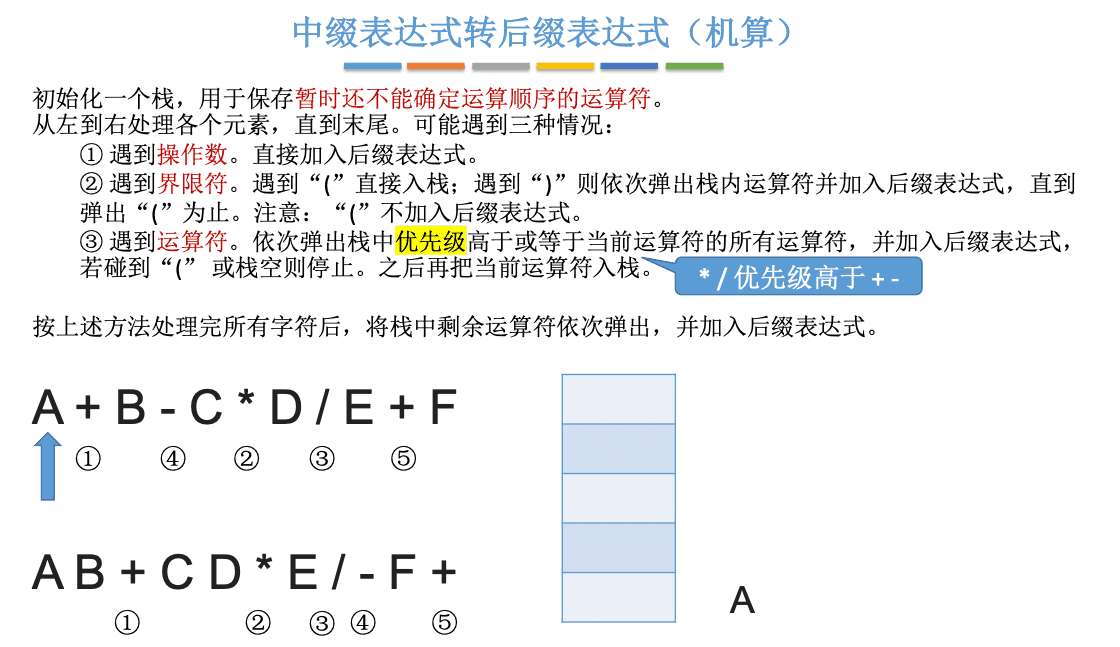 中缀表达式转后缀表达式（机算）
初始化一个栈，用于保存暂时还不能确定运算顺序的运算符。
从左到右处理各个元素，直到末尾。可能遇到三种情况：
① 遇到操作数。直接加入后缀表达式。
② 遇到界限符。遇到“(”直接入栈；遇到“)”则依次弹出栈内运算符并加入后缀表达式，直到
弹出“(”为止。注意：“(”不加入后缀表达式。
③ 遇到运算符。依次弹出栈中优先级高于或等于当前运算符的所有运算符，并加入后缀表达式，
若碰到“(” 或栈空则停止。之后再把当前运算符入栈。
* / 优先级高于 + -
按上述方法处理完所有字符后，将栈中剩余运算符依次弹出，并加入后缀表达式。
A + B - C * D / E + F
① ④ ② ③ ⑤
A B + C D * E / - F +
① ② ③ ④ ⑤
A